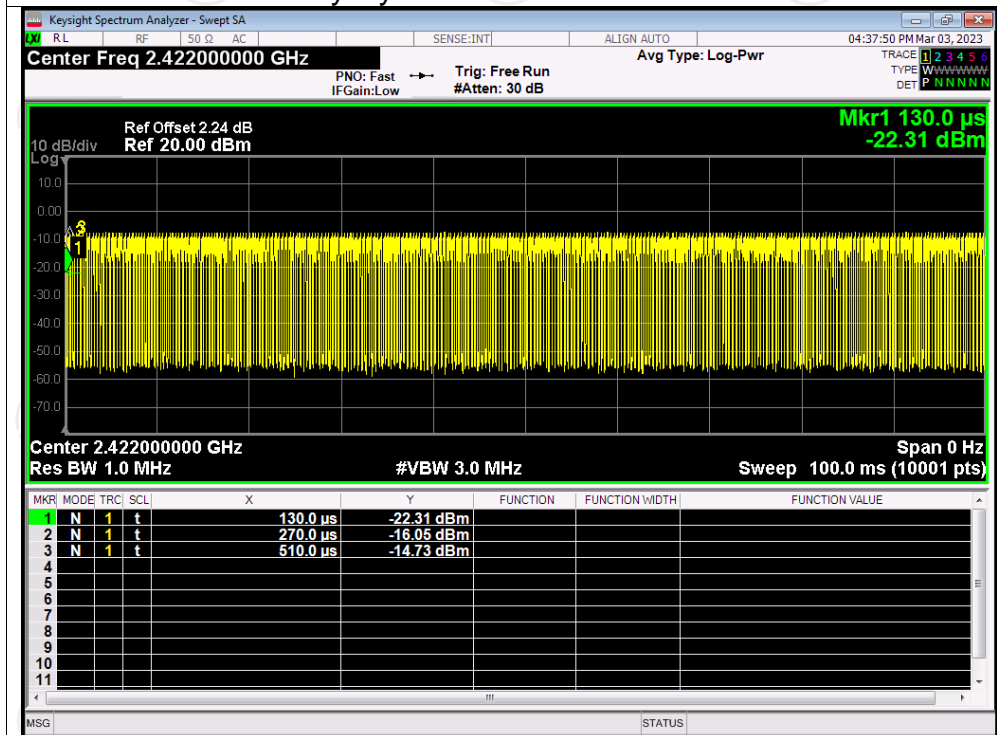 Keysight Spectrum Analyzer - Swept SA
LXI RL RF 50 Ω AC SENSE:INT ALIGN AUTO 04:37:50 PM Mar 03, 2023
Center Freq 2.422000000 GHz Avg Type: Log-Pwr TRACE 1 2 3 4 5 6
PNO: Fast Trig: Free Run TYPE WWWWWW
IFGain:Low #Atten: 30 dB DET P N N N N N
Ref Offset 2.24 dB Mkr1 130.0 µs
10 dB/div Ref 20.00 dBm -22.31 dBm
Log
10.0
0.00
3
-10.0
1
-20.0
-30.0
-40.0
-50.0
-60.0
-70.0
Center 2.422000000 GHz Span 0 Hz
Res BW 1.0 MHz #VBW 3.0 MHz Sweep 100.0 ms (10001 pts)
MKR MODE TRC SCL X Y FUNCTION FUNCTION WIDTH FUNCTION VALUE
1 N 1 t 130.0 µs -22.31 dBm
2 N 1 t 270.0 µs -16.05 dBm
3 N 1 t 510.0 µs -14.73 dBm
4
5
6
7
8
9
10
11
MSG STATUS